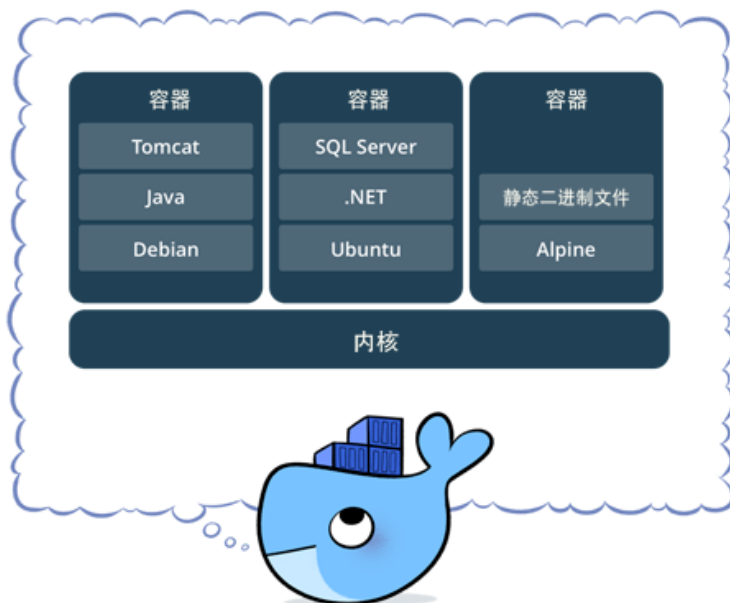 容器
Tomcat
Java
Debian
容器
SQL Server
.NET
Ubuntu
容器
静态二进制文件
Alpine
内核